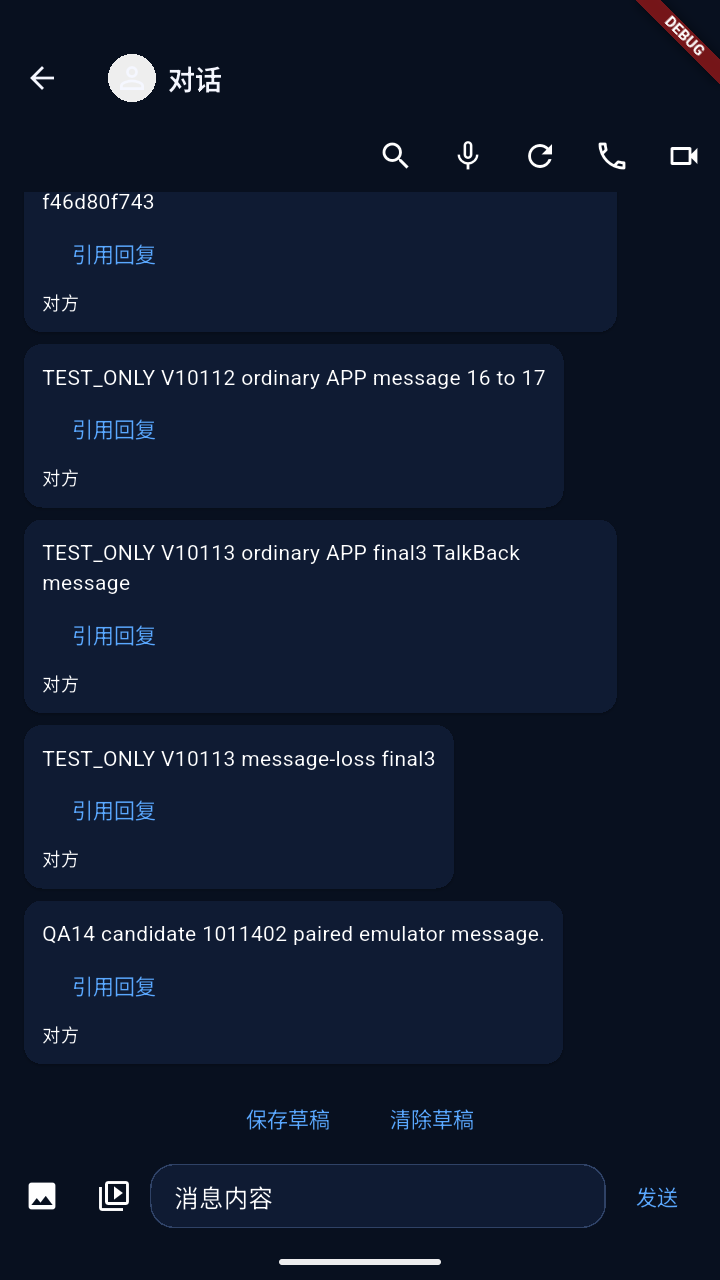 DEBUG
对话
f46d80f743
引用回复
对方
TEST_ONLY V10112 ordinary APP message 16 to 17
引用回复
对方
TEST_ONLY V10113 ordinary APP final3 TalkBack
message
引用回复
对方
TEST_ONLY V10113 message-loss final3
引用回复
对方
QA14 candidate 1011402 paired emulator message.
引用回复
对方
保存草稿 清除草稿
消息内容 发送